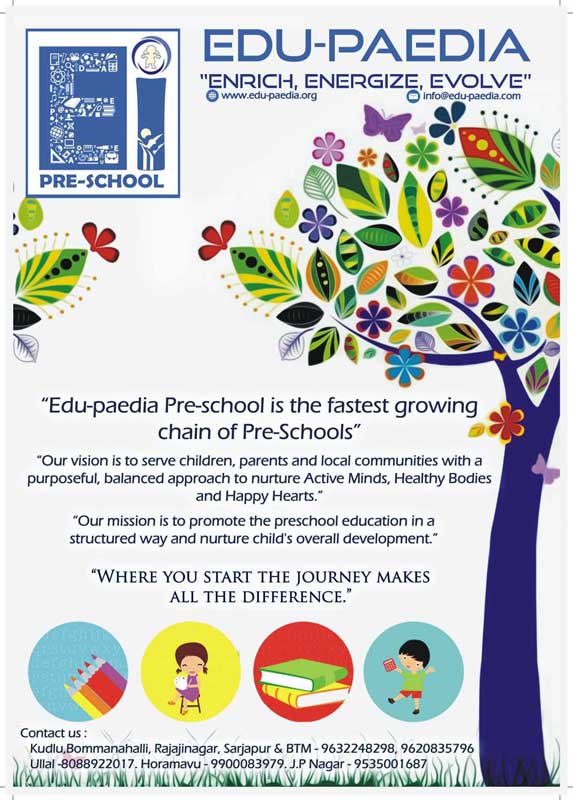 EDU-PAEDIA
"ENRICH, ENERGIZE, EVOLVE"
www.edu-paedia.org info@edu-paedia.com
Ei
PRE-SCHOOL
"Edu-paedia Pre-school is the fastest growing
chain of Pre-Schools"
"Our vision is to serve children, parents and local communities with a
purposeful, balanced approach to nurture Active Minds, Healthy Bodies
and Happy Hearts."
"Our mission is to promote the preschool education in a
structured way and nurture child's overall development."
"WHERE YOU START THE JOURNEY MAKES
ALL THE DIFFERENCE."
Contact us :
Kudlu,Bommanahalli, Rajajinagar, Sarjapur & BTM - 9632248298, 9620835796
Ullal -8088922017. Horamavu - 9900083979. J.P Nagar - 9535001687